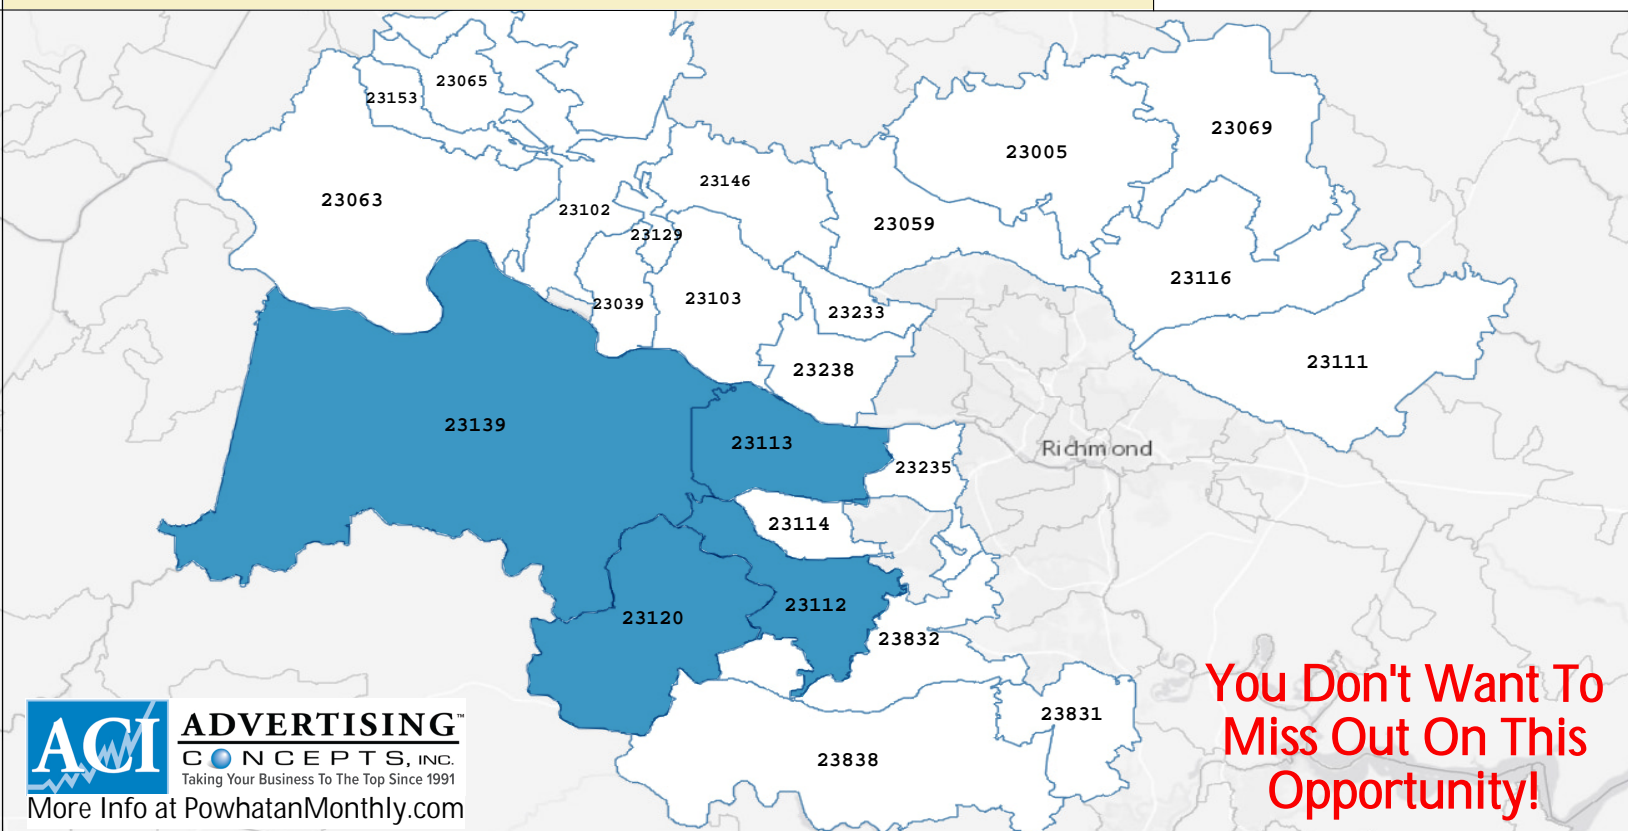 23065
23153
23069
23005
23146
23063
23102
23059
23129
23116
23103
23039
23233
23111
23238
23139
23113
Richmond
23235
23114
23112
23120
23832
You Don't Want To
Miss Out On This
Opportunity!
23831
23838
ACI
ADVERTISING™
CONCEPTS, INC.
Taking Your Business To The Top Since 1991
More Info at PowhatanMonthly.com